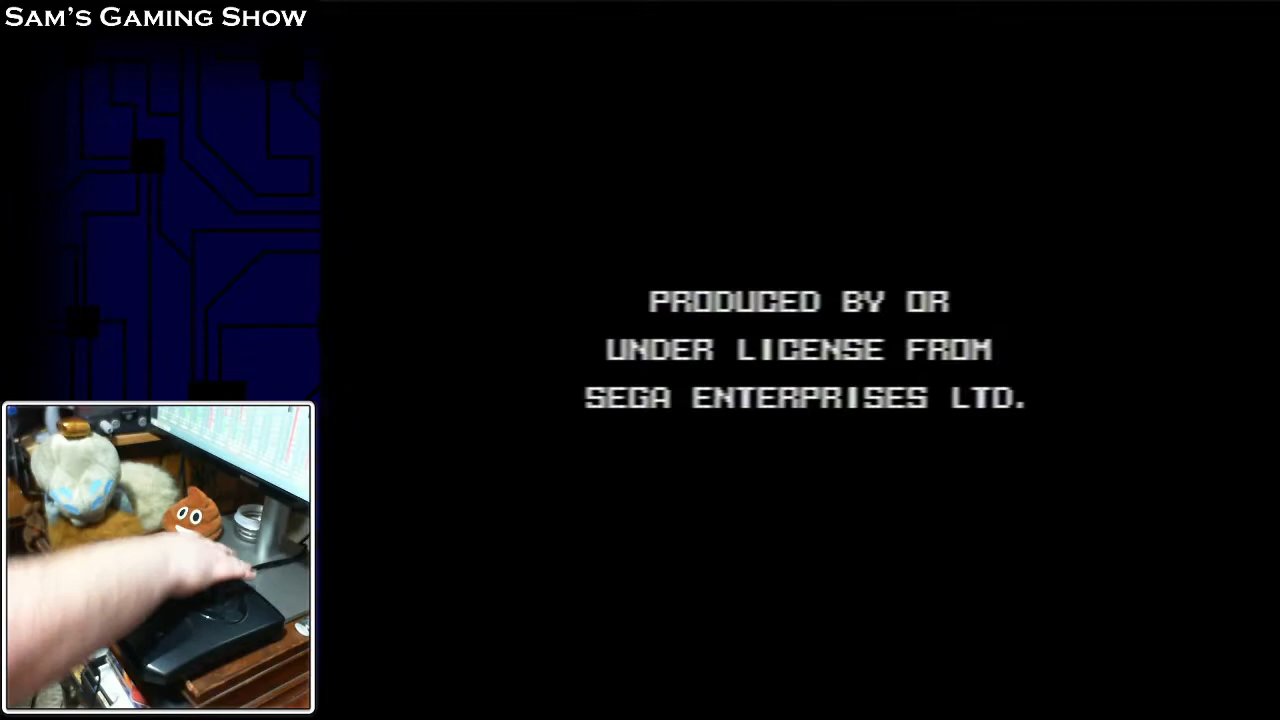 Sam's Gaming Show
PRODUCED BY OR
UNDER LICENSE FROM
SEGA ENTERPRISES LTD.